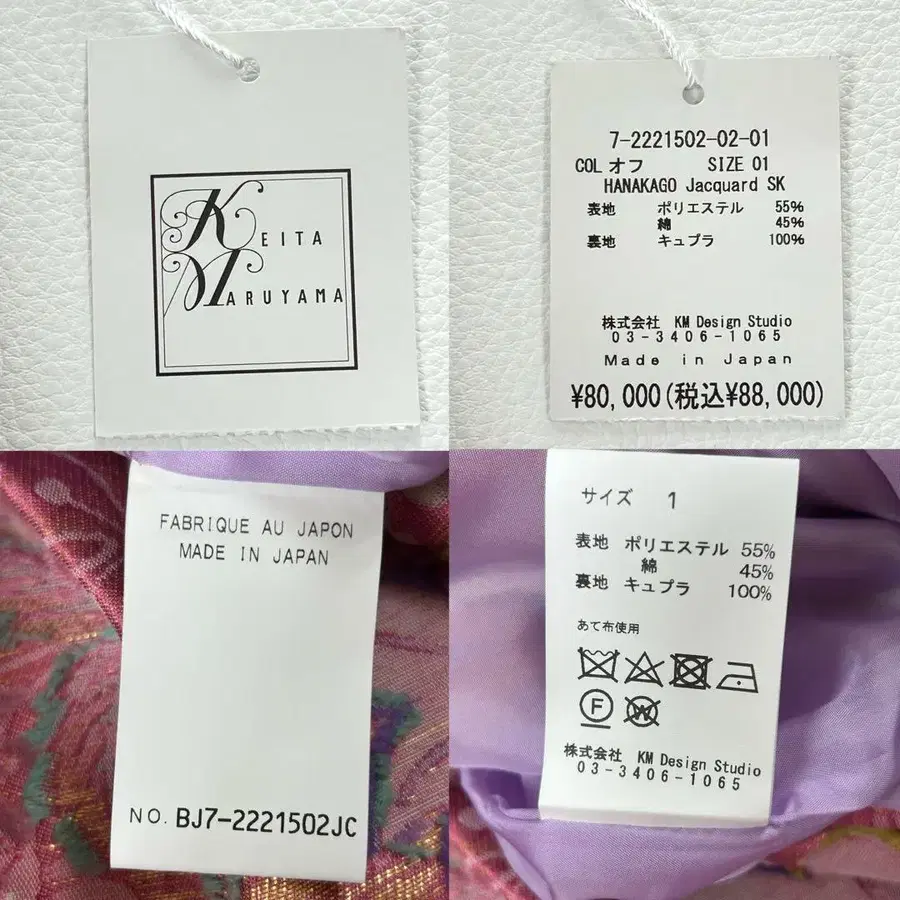 KEITA
MARUYAMA
7-2221502-02-01
COL オフ SIZE 01
HANAKAGO Jacquard SK
表地 ポリエステル 55%
綿 45%
裏地 キュプラ 100%
株式会社 KM Design Studio
03-3406-1065
Made in Japan
¥80,000(税込¥88,000)
FABRIQUE AU JAPON
MADE IN JAPAN
NO. BJ7-2221502JC
サイズ 1
表地 ポリエステル 55%
綿 45%
裏地 キュプラ 100%
あて布使用
F W
株式会社 KM Design Studio
03-3406-1065